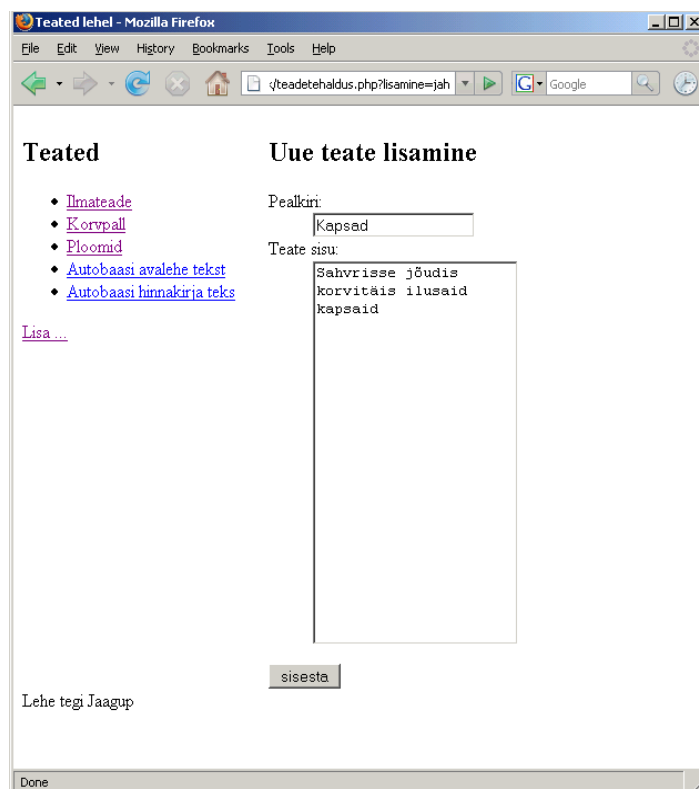 Teated lehel - Mozilla Firefox
File Edit View History Bookmarks Tools Help
:/teadetehaldus.php?lisamine=jah
G Google
Teated
Ilmateade
Korvpall
Ploomid
Autobaasi avalehe tekst
Autobaasi hinnakirja teks
Lisa ...
Uue teate lisamine
Pealkiri:
Kapsad
Teate sisu:
Sahvrisse jõudis
korvitäis ilusaid
kapsaid
sisesta
Lehe tegi Jaagup
Done